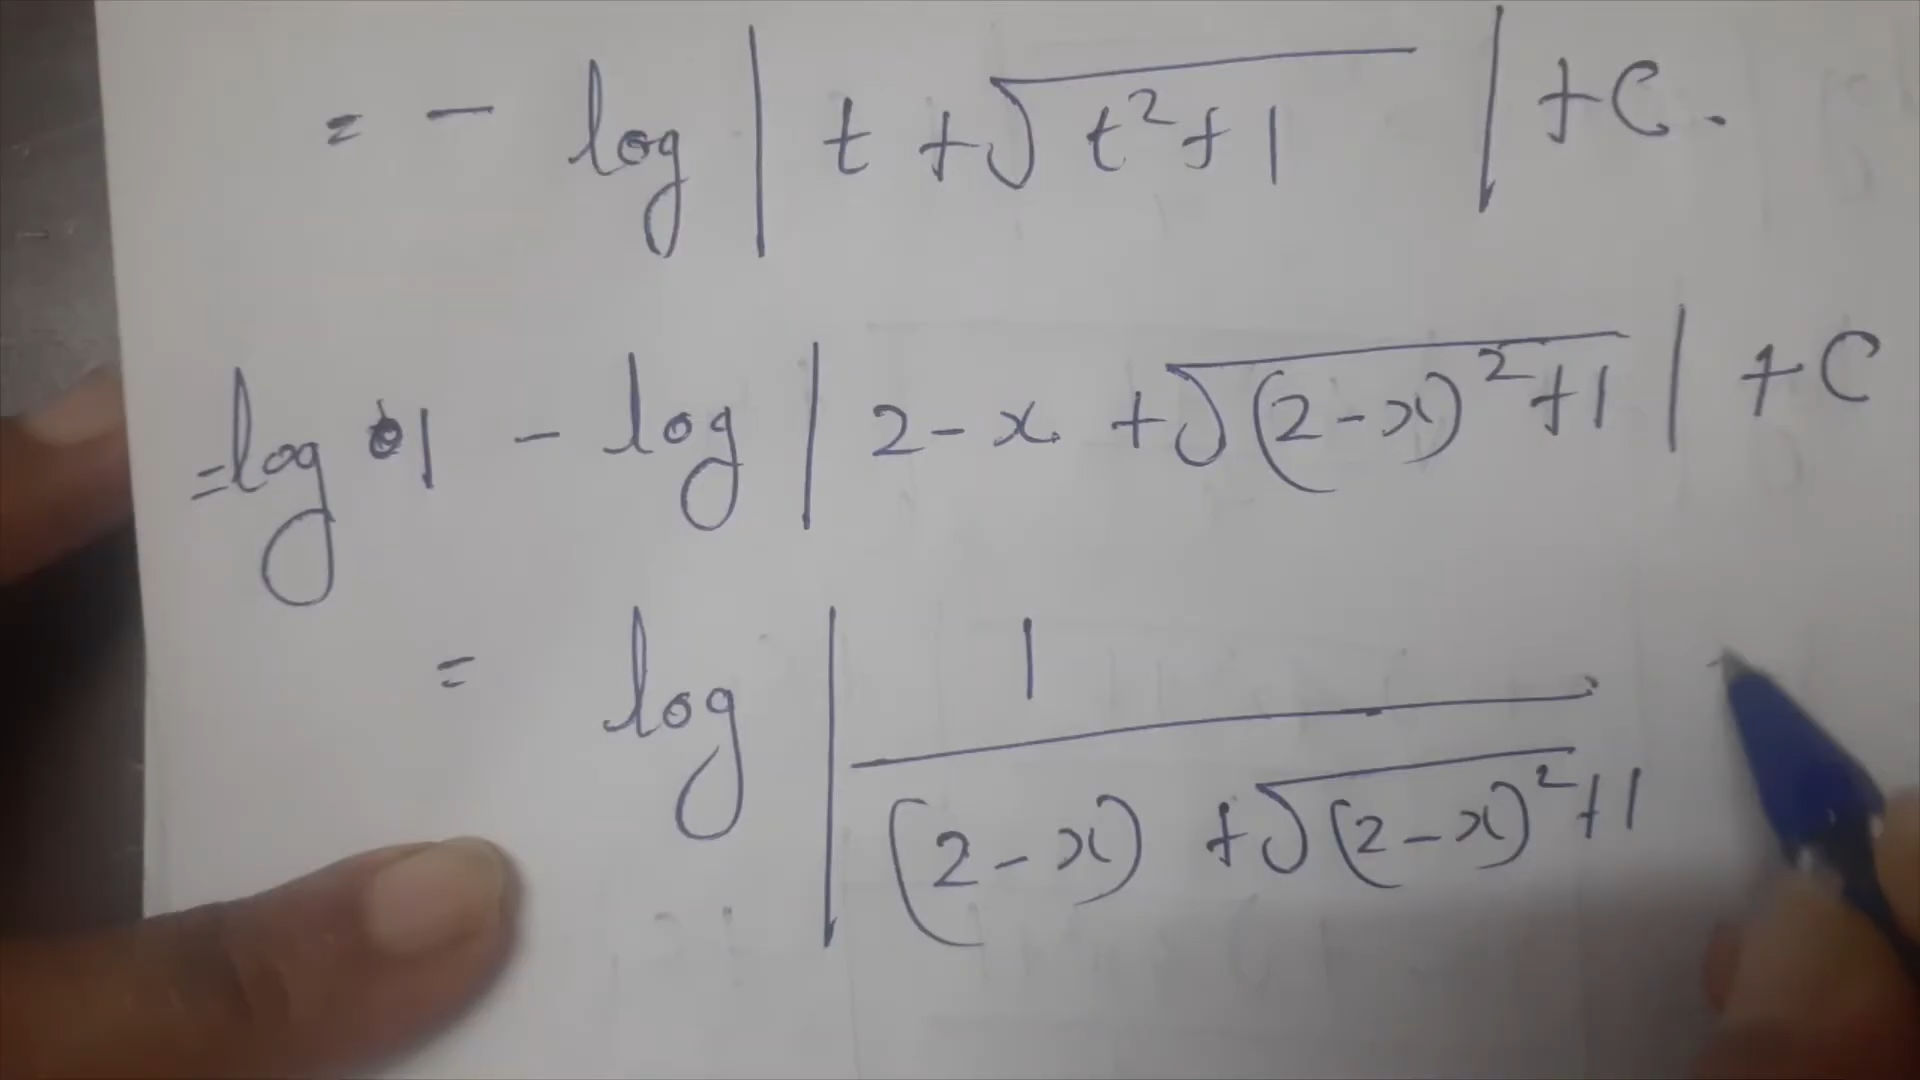 = - log | t + √(t² + 1) | + C.
= log 1 - log | 2 - x + √((2 - x)² + 1) | + C
= log | 1 / ((2 - x) + √((2 - x)² + 1))